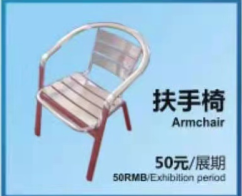 扶手椅
Armchair
50元/展期
50RMB/Exhibition period